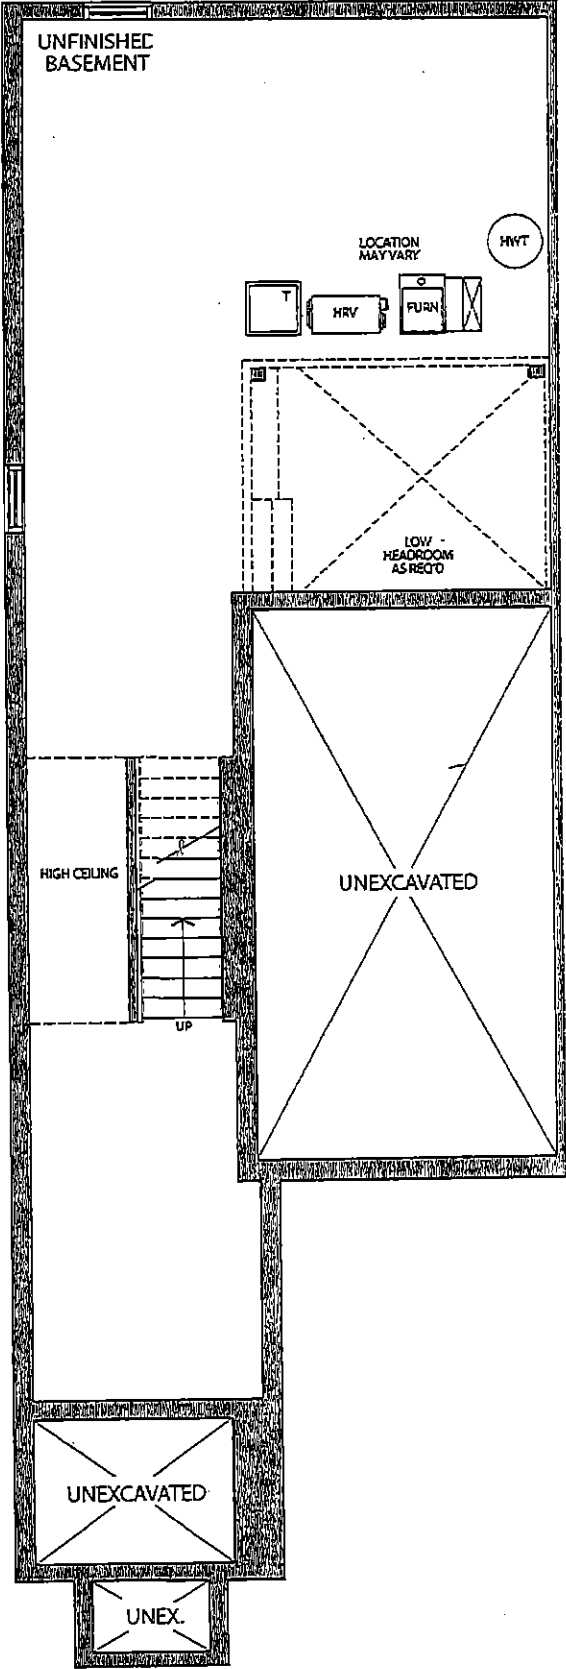 UNFINISHED
BASEMENT
LOCATION
MAY VARY
HWT
T
HRV
FURN
LOW
HEADROOM
AS REQ'D
HIGH CEILING
UNEXCAVATED
UP
UNEXCAVATED
UNEX.